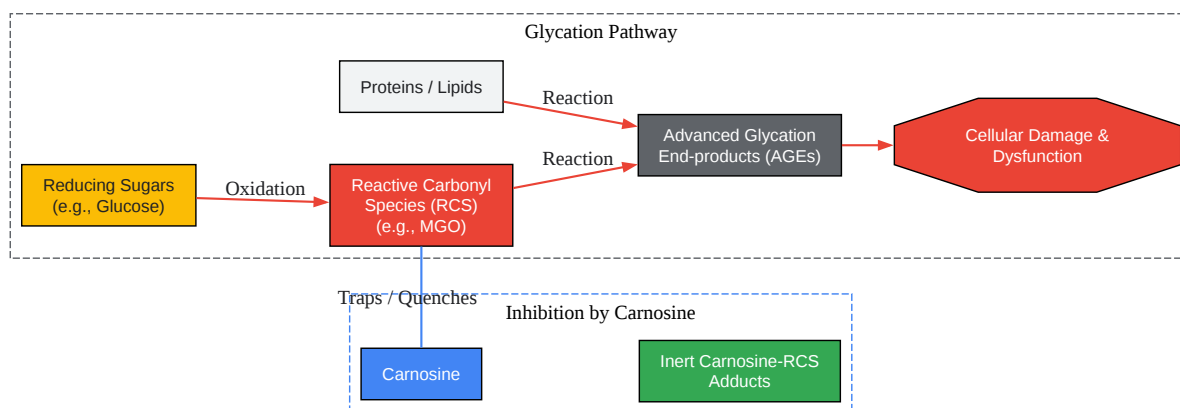 Glycation Pathway
Proteins / Lipids
Reaction
Advanced Glycation
End-products (AGEs)
Cellular Damage &
Dysfunction
Reaction
Reducing Sugars
(e.g., Glucose)
Oxidation
Reactive Carbonyl
Species (RCS)
(e.g., MGO)
Traps / Quenches
Inhibition by Carnosine
Carnosine
Inert Carnosine-RCS
Adducts